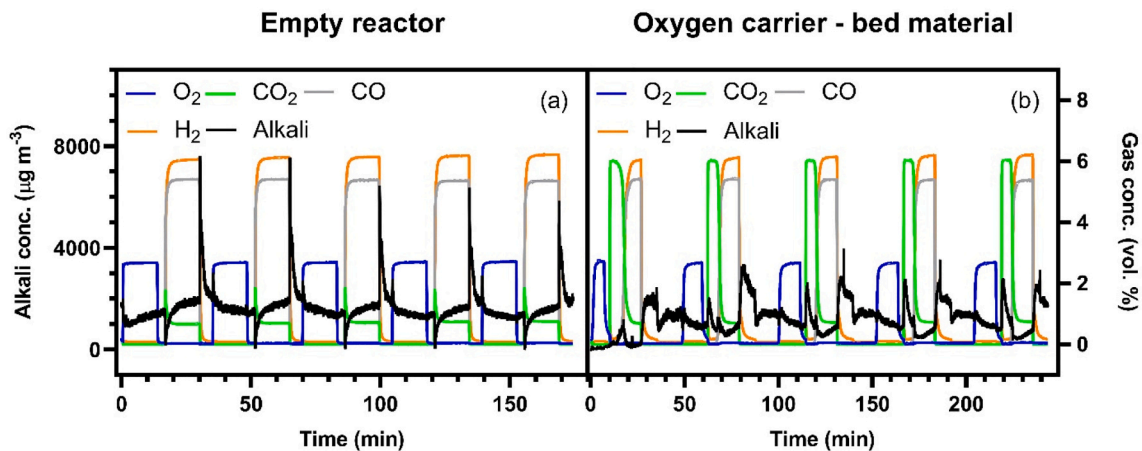 Empty reactor
Oxygen carrier - bed material
O₂ CO₂ CO (a)
H₂ Alkali
O₂ CO₂ CO (b)
H₂ Alkali
Alkali conc. (μg m⁻³)
8000
4000
0
0 50 100 150
Time (min)
0 50 100 150 200
Time (min)
8
6
4
2
0
Gas conc. (vol. %)